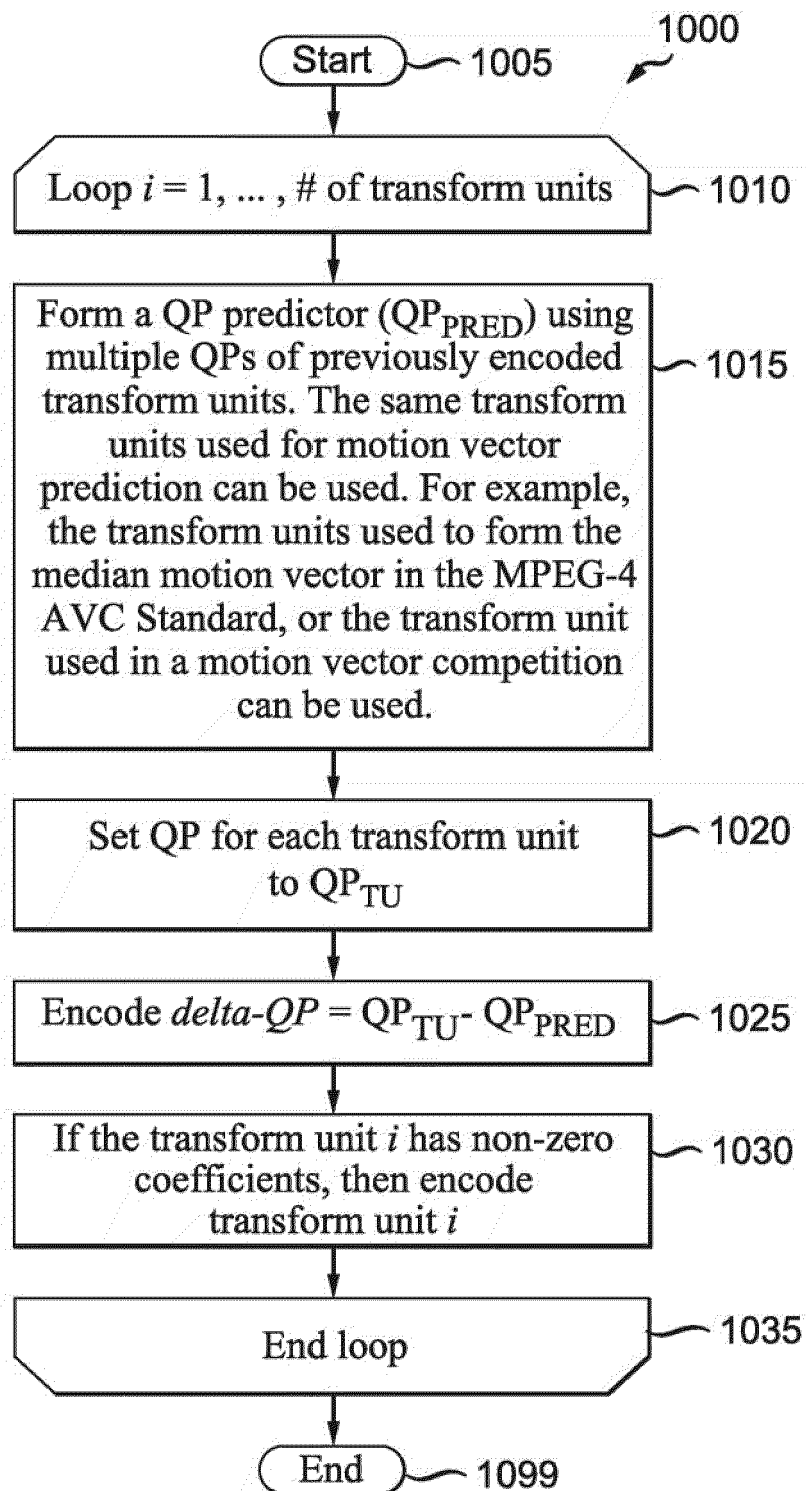 1000
Start 1005
Loop i = 1, ... , # of transform units 1010
Form a QP predictor (QPPRED) using
multiple QPs of previously encoded
transform units. The same transform
units used for motion vector
prediction can be used. For example,
the transform units used to form the
median motion vector in the MPEG-4
AVC Standard, or the transform unit
used in a motion vector competition
can be used.
1015
Set QP for each transform unit
to QPTU
1020
Encode delta-QP = QPTU- QPPRED 1025
If the transform unit i has non-zero
coefficients, then encode
transform unit i
1030
End loop 1035
End 1099